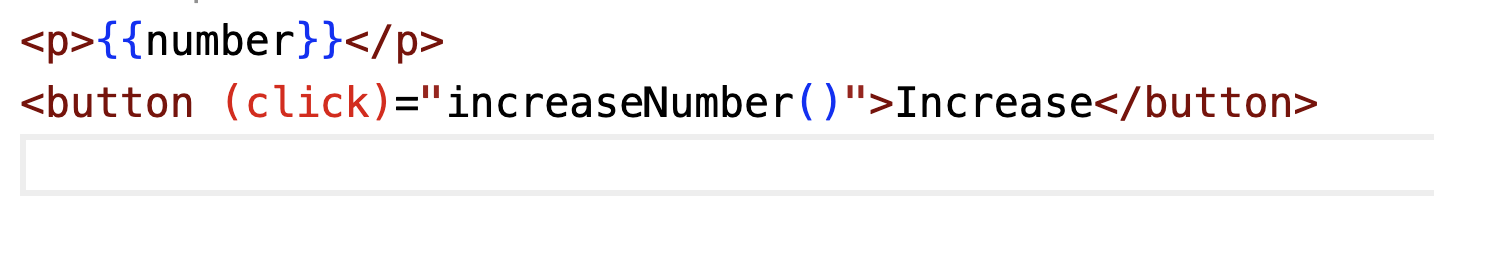 <p>{{number}}</p>
<button (click)="increaseNumber()">Increase</button>